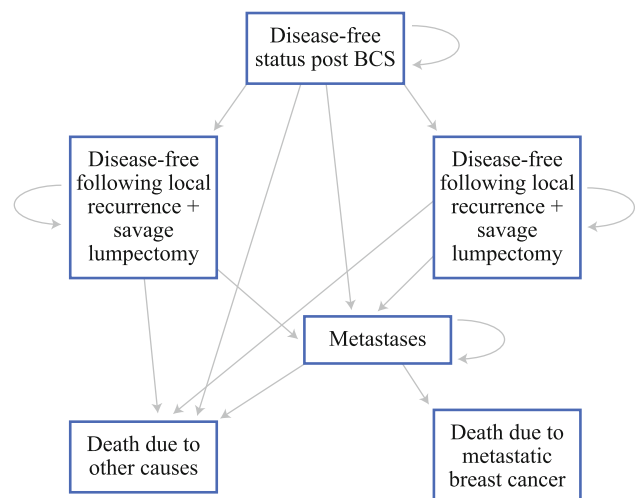 Disease-free
status post BCS
Disease-free
following local
recurrence +
savage
lumpectomy
Disease-free
following local
recurrence +
savage
lumpectomy
Metastases
Death due to
other causes
Death due to
metastatic
breast cancer